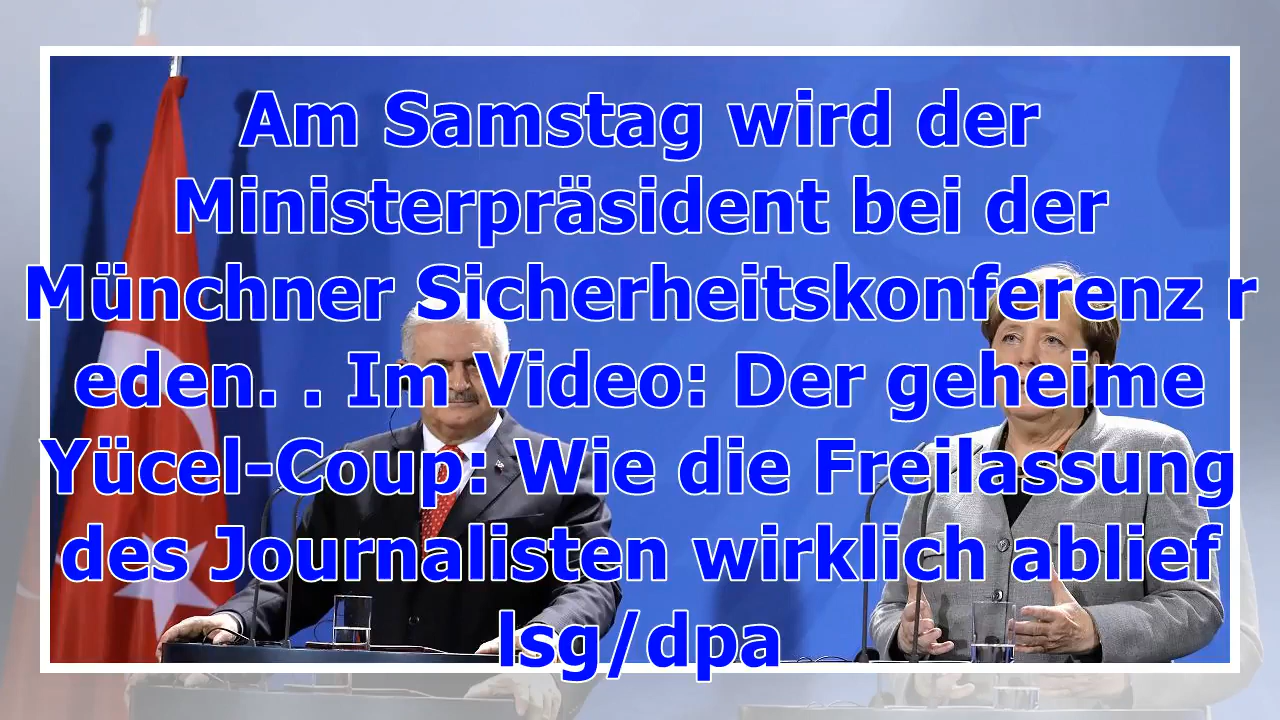 Am Samstag wird der
Ministerpräsident bei der
Münchner Sicherheitskonferenz r
eden. . Im Video: Der geheime
Yücel-Coup: Wie die Freilassung
des Journalisten wirklich ablief
lsg/dpa